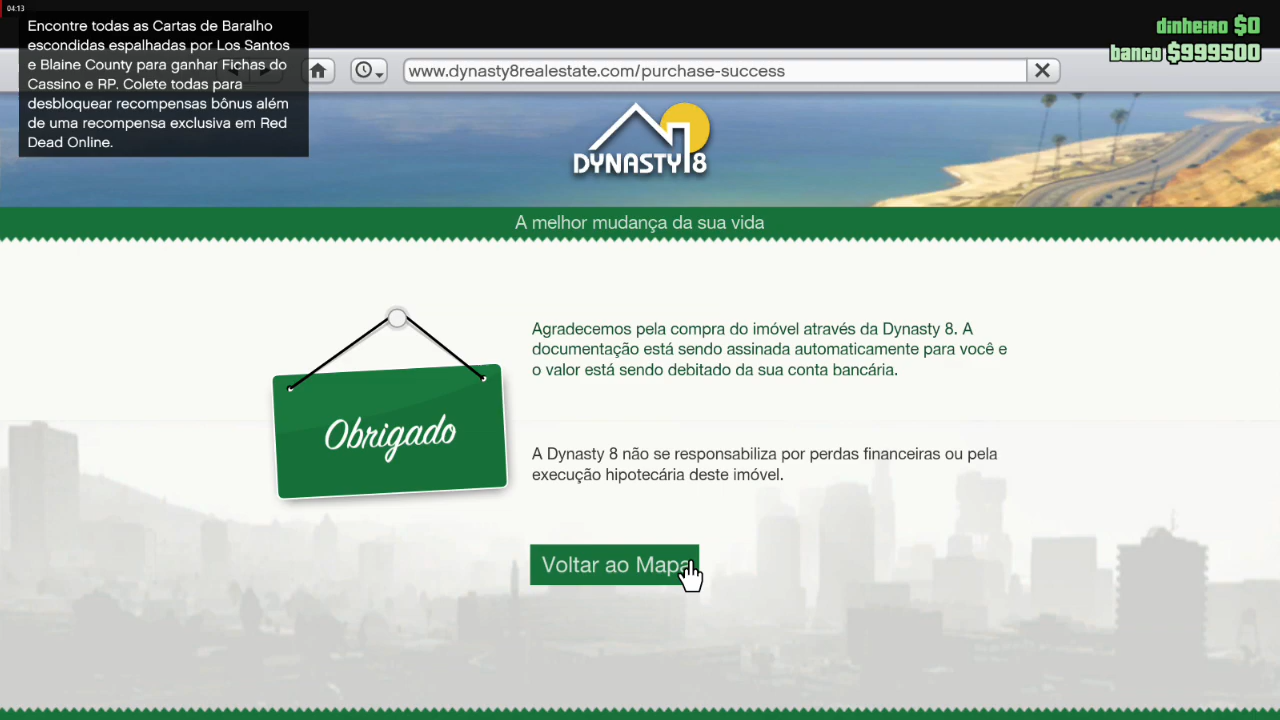 04:13
Encontre todas as Cartas de Baralho
escondidas espalhadas por Los Santos
e Blaine County para ganhar Fichas do
Cassino e RP. Colete todas para
desbloquear recompensas bônus além
de uma recompensa exclusiva em Red
Dead Online.
dinheiro $0
banco $999500
www.dynasty8realestate.com/purchase-success
DYNASTY 8
A melhor mudança da sua vida
Agradecemos pela compra do imóvel através da Dynasty 8. A
documentação está sendo assinada automaticamente para você e
o valor está sendo debitado da sua conta bancária.
Obrigado
A Dynasty 8 não se responsabiliza por perdas financeiras ou pela
execução hipotecária deste imóvel.
Voltar ao Mapa